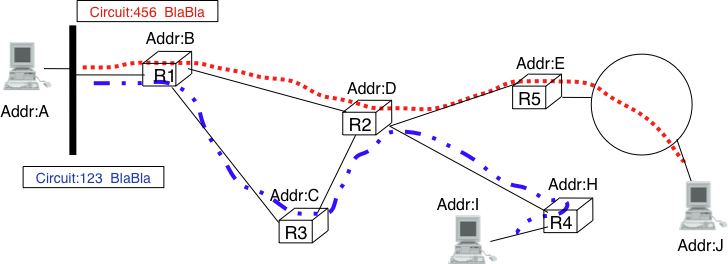 Circuit:456 BlaBla
Addr:B
R1
Addr:A
Addr:D
R2
Addr:E
R5
Circuit:123 BlaBla
Addr:C
R3
Addr:H
R4
Addr:I
Addr:J